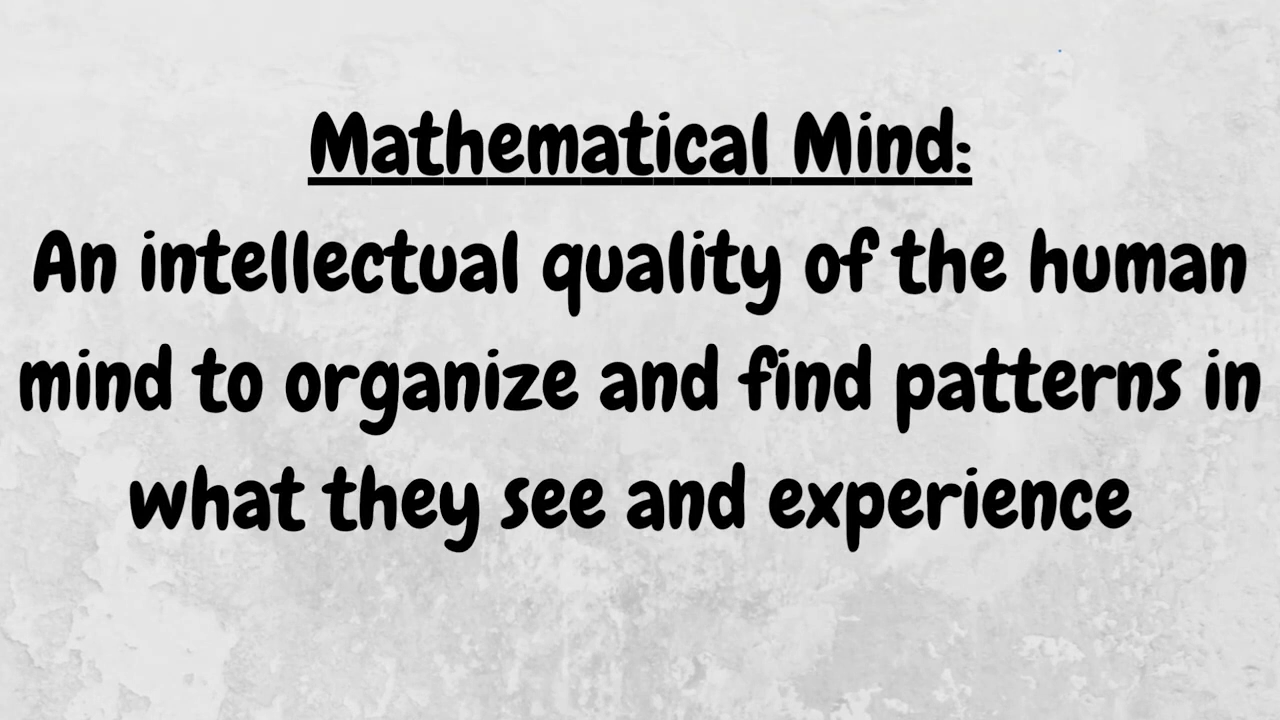 Mathematical Mind:
An intellectual quality of the human
mind to organize and find patterns in
what they see and experience